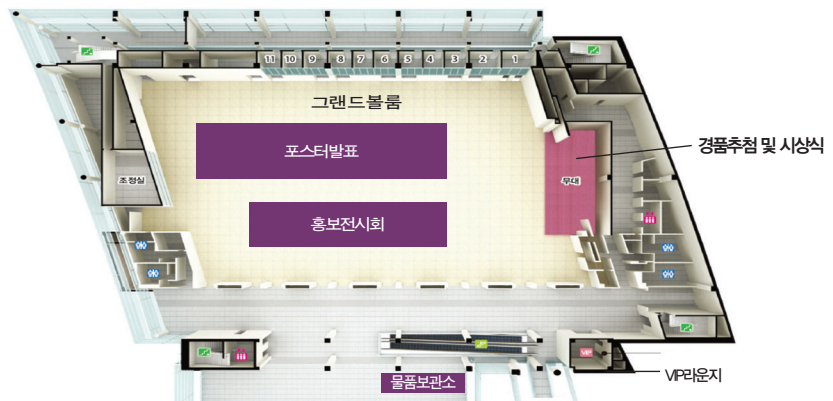 11 10 9 8 7 6 5 4 3 2 1
그랜드볼룸
포스터발표
경품추첨 및 시상식
조정실
무대
홍보전시회
UP
VIP
물품보관소
VIP라운지